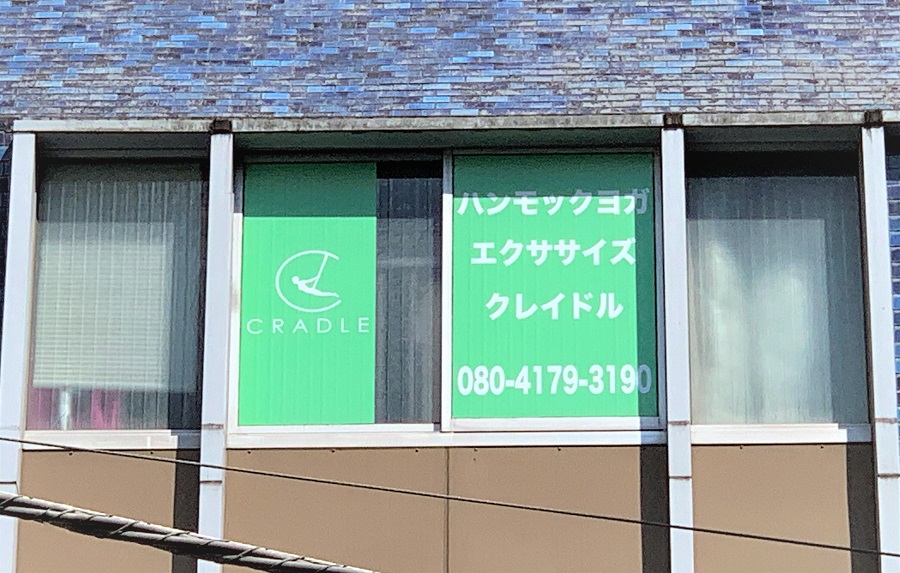 CRADLE
ハンモックヨガ
エクササイズ
クレイドル
080-4179-3190